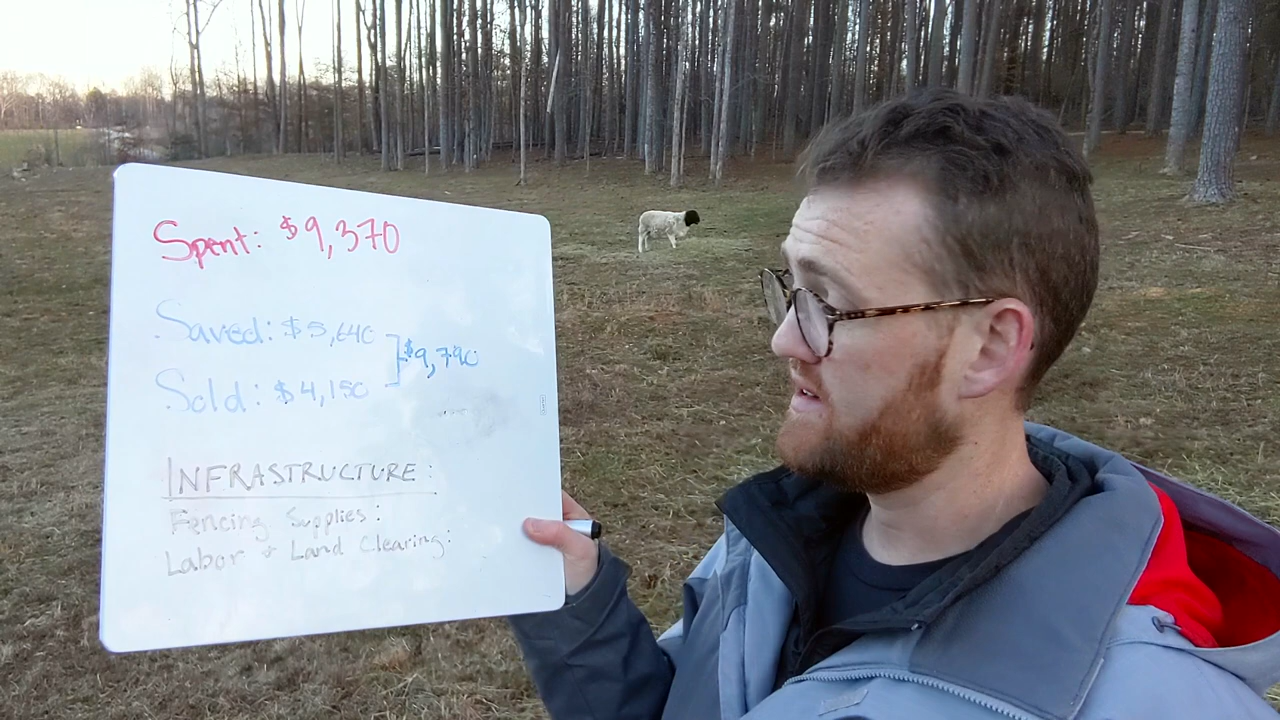 Spent: $9,370
Saved: $5,640
$9,790
Sold: $4,150
INFRASTRUCTURE:
Fencing Supplies:
Labor + Land Clearing: